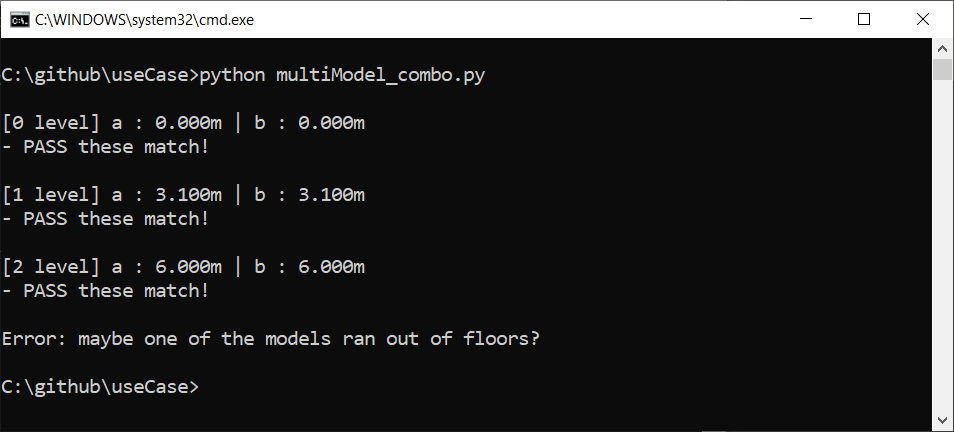 C:\WINDOWS\system32\cmd.exe
C:\github\useCase>python multiModel_combo.py
[0 level] a : 0.000m | b : 0.000m
- PASS these match!
[1 level] a : 3.100m | b : 3.100m
- PASS these match!
[2 level] a : 6.000m | b : 6.000m
- PASS these match!
Error: maybe one of the models ran out of floors?
C:\github\useCase>